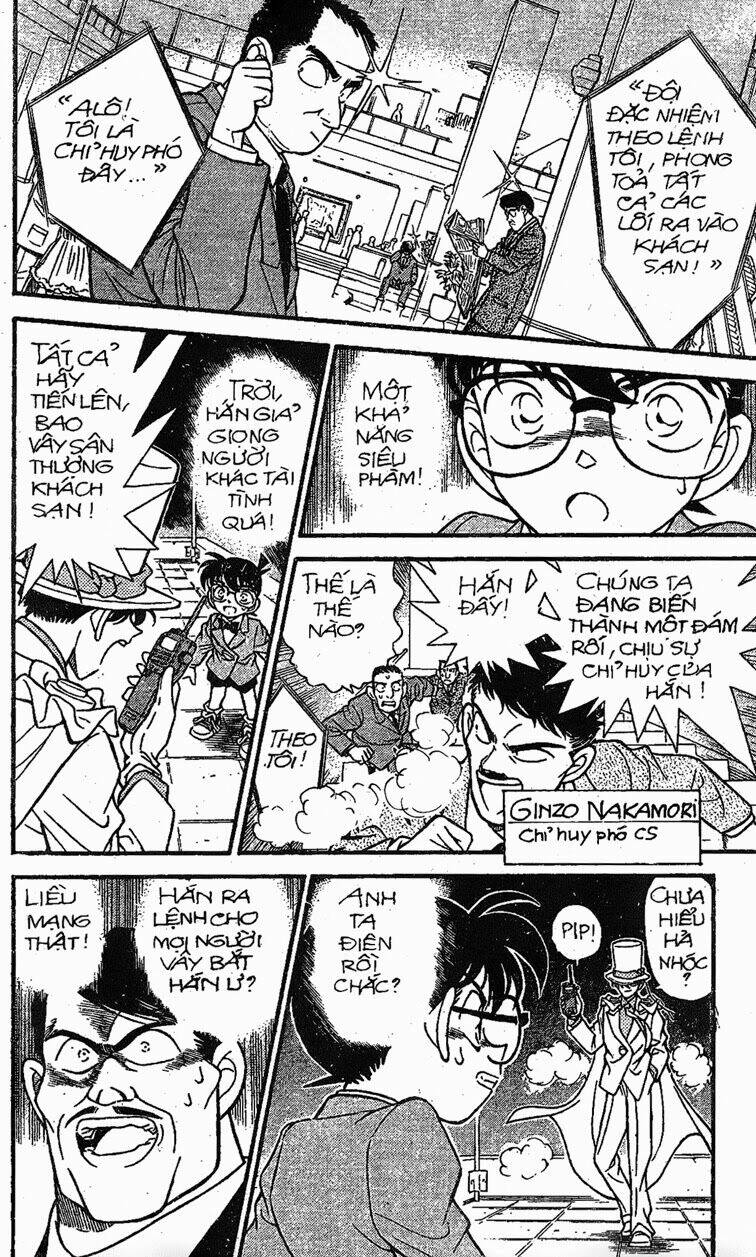 "ALÔ!
TÔI LÀ
CHỈ HUY PHÓ
ĐÂY..."
"ĐỘI
ĐẶC NHIỆM
THEO LỆNH
TÔI, PHONG
TOẢ TẤT
CẢ CÁC
LỐI RA VÀO
KHÁCH
SẠN!"
TẤT CẢ
HÃY
TIẾN LÊN,
BAO
VÂY SÂN
THƯỢNG
KHÁCH
SẠN!
TRỜI,
HẮN GIẢ
GIỌNG
NGƯỜI
KHÁC TÀI
TÌNH
QUÁ!
MỘT
KHẢ
NĂNG
SIÊU
PHÀM!
THẾ LÀ
THẾ
NÀO?
HẮN
ĐẤY!
CHÚNG TA
ĐANG BIẾN
THÀNH MỘT ĐÁM
RỐI, CHỊU SỰ
CHỈ HUY CỦA
HẮN!
THEO
TÔI!
GINZO NAKAMORI
Chỉ huy phó CS
LIỀU
MẠNG
THẬT!
HẮN RA
LỆNH CHO
MỌI NGƯỜI
VÂY BẮT
HẮN Ư?
ANH
TA
ĐIÊN
RỒI
CHẮC?
PIP!
CHƯA
HIỂU
HẢ
NHÓC?